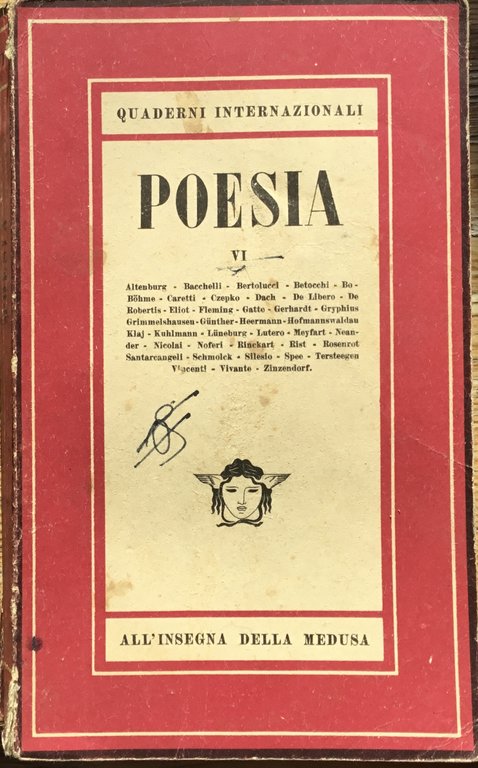 QUADERNI INTERNAZIONALI
POESIA
VI
Altenburg - Bacchelli - Bertolucci - Betocchi - Bo-
Böhme - Caretti - Czepko - Dach - De Libero - De
Robertis - Eliot - Fleming - Gatto - Gerhardt - Gryphius
Grimmelshausen - Günther - Heermann - Hofmannswaldau
Klaj - Kuhlmann - Lüneburg - Lutero - Meyfart - Nean-
der - Nicolai - Noferi - Rinckart - Rist - Rosenrot
Santarcangeli - Schmolck - Silesio - Spee - Tersteegen
Vincenti - Vivante - Zinzendorf.
ALL'INSEGNA DELLA MEDUSA